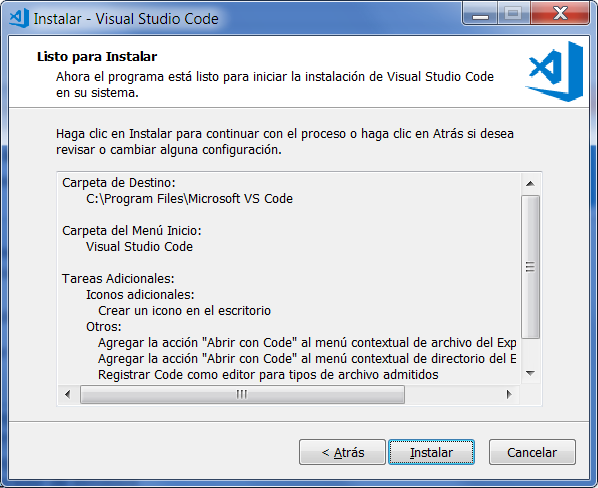 Instalar - Visual Studio Code
Listo para Instalar
Ahora el programa está listo para iniciar la instalación de Visual Studio Code
en su sistema.
Haga clic en Instalar para continuar con el proceso o haga clic en Atrás si desea
revisar o cambiar alguna configuración.
Carpeta de Destino:
C:\Program Files\Microsoft VS Code
Carpeta del Menú Inicio:
Visual Studio Code
Tareas Adicionales:
Iconos adicionales:
Crear un icono en el escritorio
Otros:
Agregar la acción "Abrir con Code" al menú contextual de archivo del Exp
Agregar la acción "Abrir con Code" al menú contextual de directorio del E
Registrar Code como editor para tipos de archivo admitidos
< Atrás Instalar Cancelar